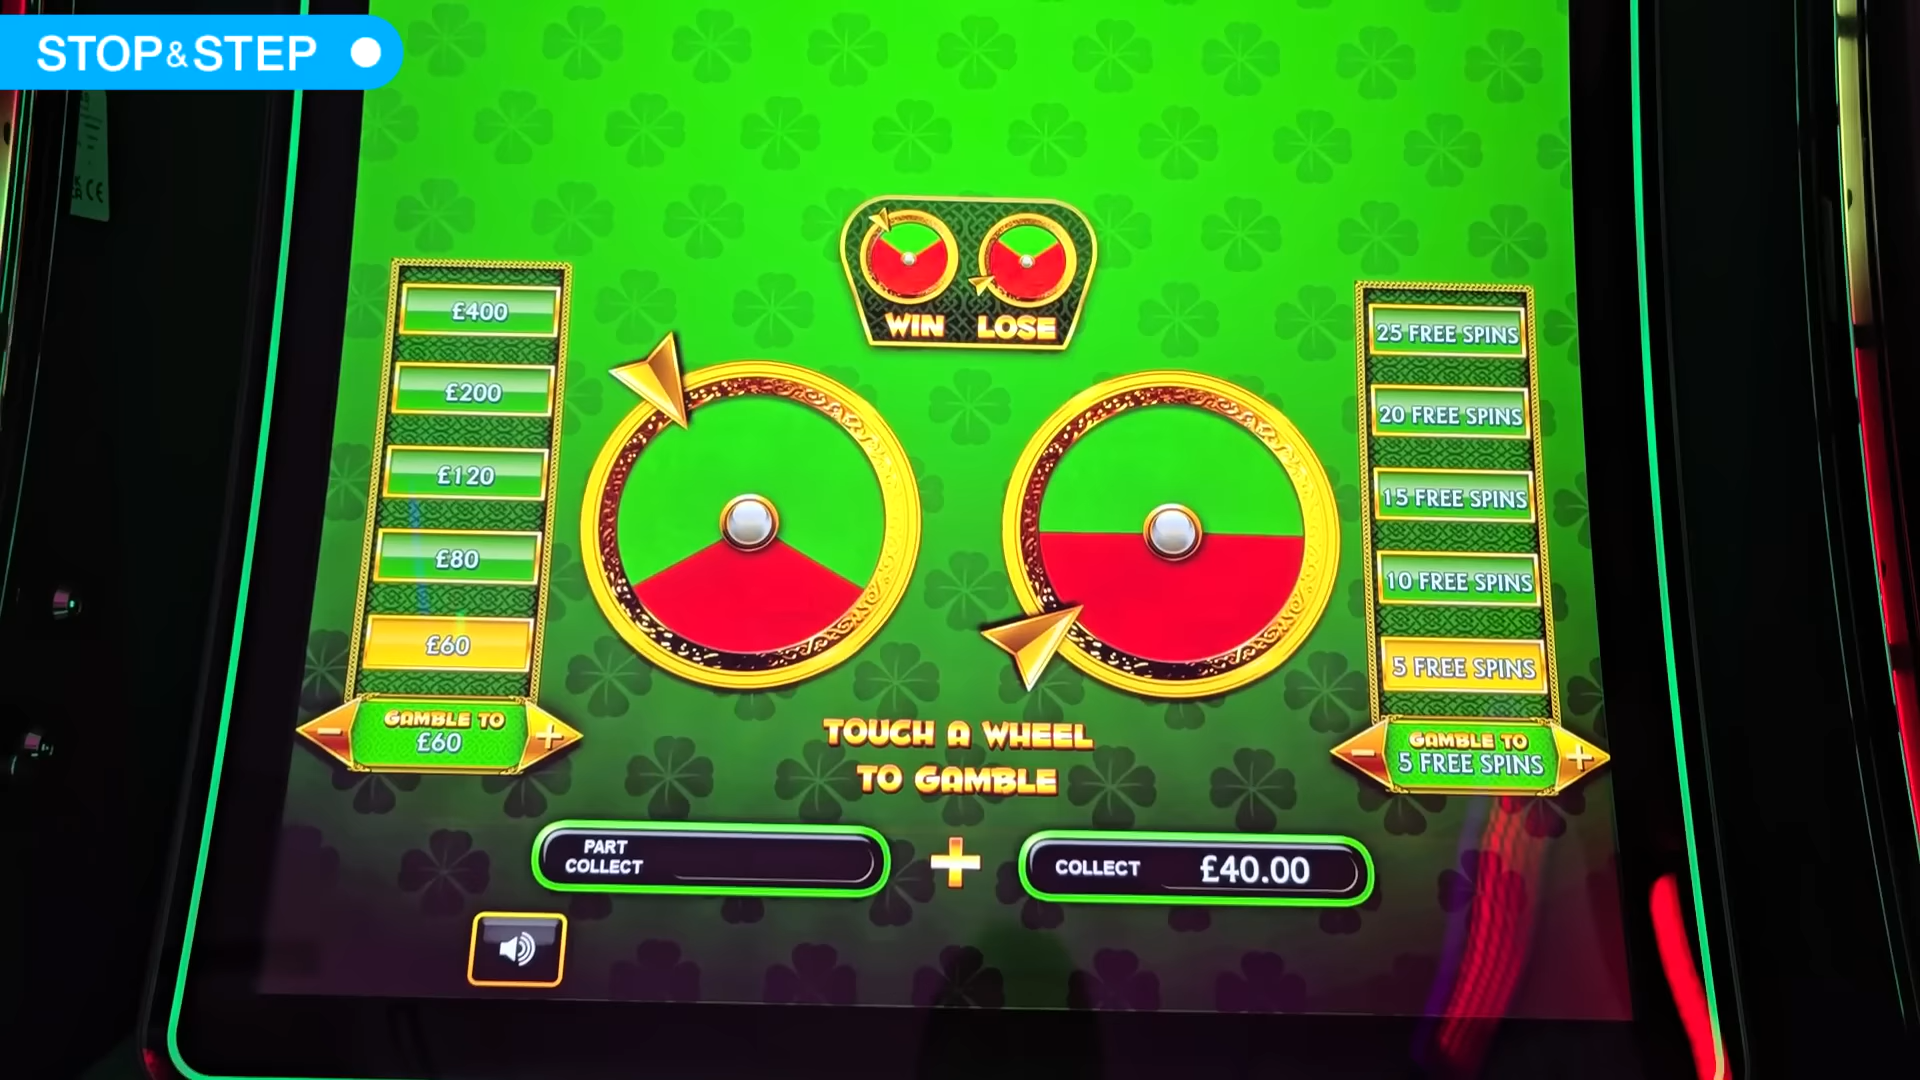 STOP&STEP
WIN LOSE
£400
£200
£120
£80
£60
GAMBLE TO
£60
25 FREE SPINS
20 FREE SPINS
15 FREE SPINS
10 FREE SPINS
5 FREE SPINS
GAMBLE TO
5 FREE SPINS
TOUCH A WHEEL
TO GAMBLE
PART
COLLECT
COLLECT £40.00